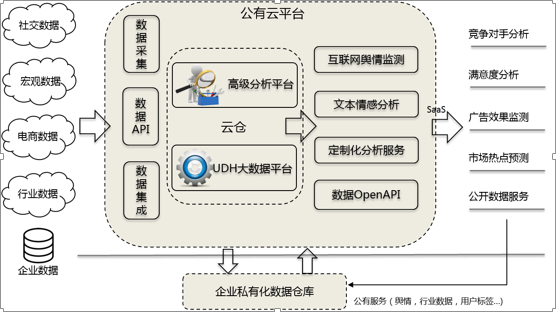 公有云平台
社交数据
宏观数据
电商数据
行业数据
企业数据
数据采集
数据API
数据集成
高级分析平台
云仓
UDH大数据平台
互联网舆情监测
文本情感分析
定制化分析服务
数据OpenAPI
SaaS
竞争对手分析
满意度分析
广告效果监测
市场热点预测
公开数据服务
企业私有化数据仓库
公有服务（舆情，行业数据，用户标签...）